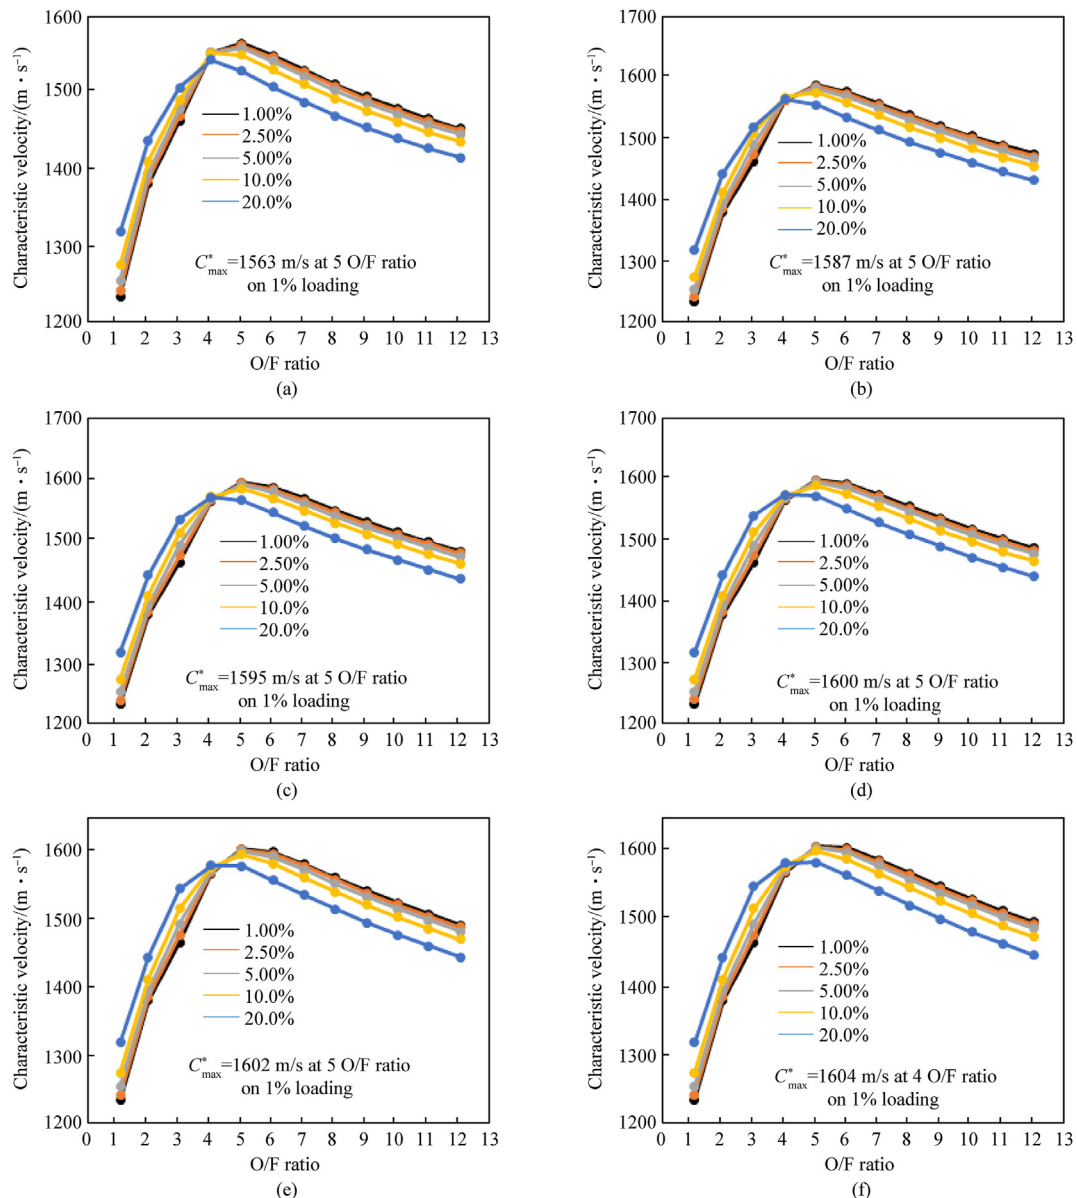 1600
1500
1400
1300
1200
Characteristic velocity/(m · s⁻¹)
1.00%
2.50%
5.00%
10.0%
20.0%
C*max=1563 m/s at 5 O/F ratio
on 1% loading
0 1 2 3 4 5 6 7 8 9 10 11 12 13
O/F ratio
(a)
1700
1600
1500
1400
1300
1200
Characteristic velocity/(m · s⁻¹)
1.00%
2.50%
5.00%
10.0%
20.0%
C*max=1587 m/s at 5 O/F ratio
on 1% loading
0 1 2 3 4 5 6 7 8 9 10 11 12 13
O/F ratio
(b)
1700
1600
1500
1400
1300
1200
Characteristic velocity/(m · s⁻¹)
1.00%
2.50%
5.00%
10.0%
20.0%
C*max=1595 m/s at 5 O/F ratio
on 1% loading
0 1 2 3 4 5 6 7 8 9 10 11 12 13
O/F ratio
(c)
1700
1600
1500
1400
1300
1200
Characteristic velocity/(m · s⁻¹)
1.00%
2.50%
5.00%
10.0%
20.0%
C*max=1600 m/s at 5 O/F ratio
on 1% loading
0 1 2 3 4 5 6 7 8 9 10 11 12 13
O/F ratio
(d)
1600
1500
1400
1300
1200
Characteristic velocity/(m · s⁻¹)
1.00%
2.50%
5.00%
10.0%
20.0%
C*max=1602 m/s at 5 O/F ratio
on 1% loading
0 1 2 3 4 5 6 7 8 9 10 11 12 13
O/F ratio
(e)
1600
1500
1400
1300
1200
Characteristic velocity/(m · s⁻¹)
1.00%
2.50%
5.00%
10.0%
20.0%
C*max=1604 m/s at 4 O/F ratio
on 1% loading
0 1 2 3 4 5 6 7 8 9 10 11 12 13
O/F ratio
(f)